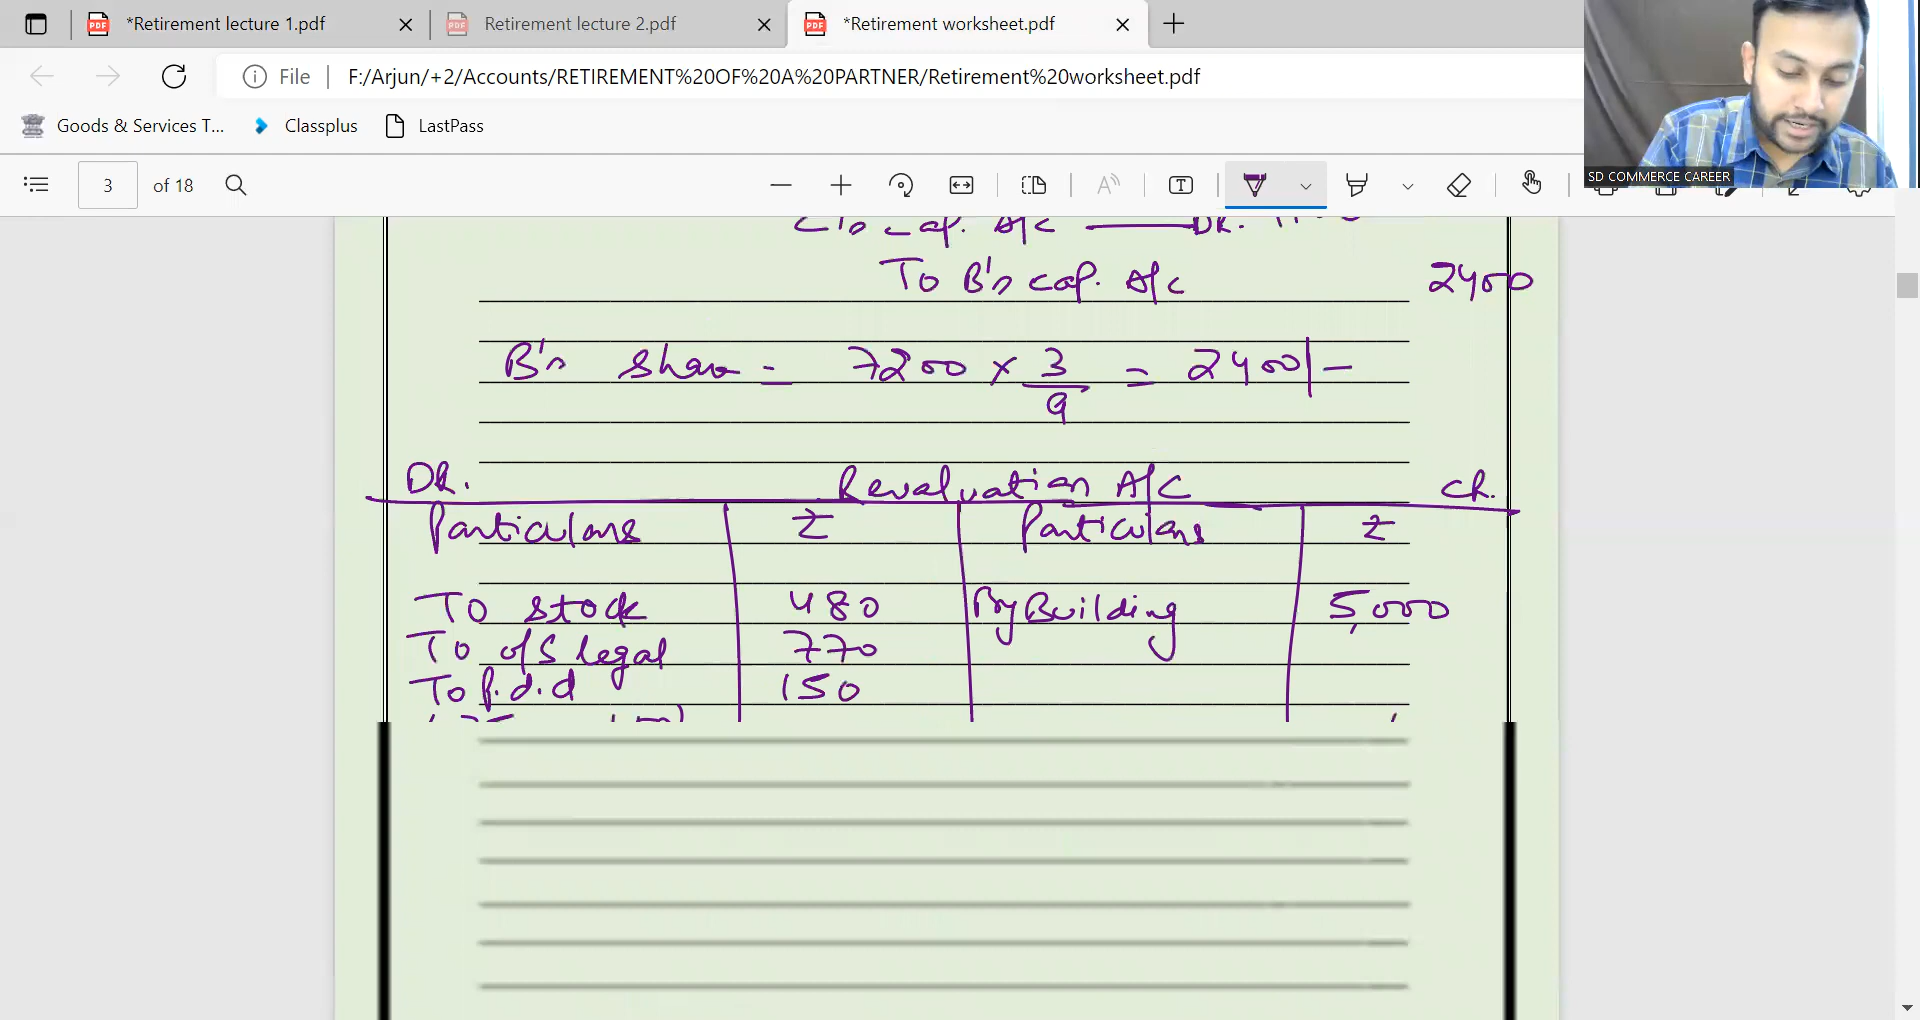 *Retirement lecture 1.pdf Retirement lecture 2.pdf *Retirement worksheet.pdf
File F:/Arjun/+2/Accounts/RETIREMENT%20OF%20A%20PARTNER/Retirement%20worksheet.pdf
Goods & Services T... Classplus LastPass
3 of 18
SD COMMERCE CAREER
C's cap. A/c Dr.
To B's cap. A/c 2400
B's share = 7200 × 3/9 = 2400/-
DR. Revaluation A/C CR.
Particulars ₹ Particulars ₹
To stock 480 By Building 5,000
To o/s legal 770
To P.d.d 150